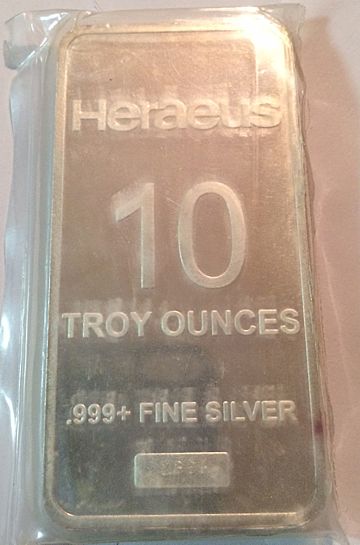 Heraeus
10
TROY OUNCES
.999+ FINE SILVER